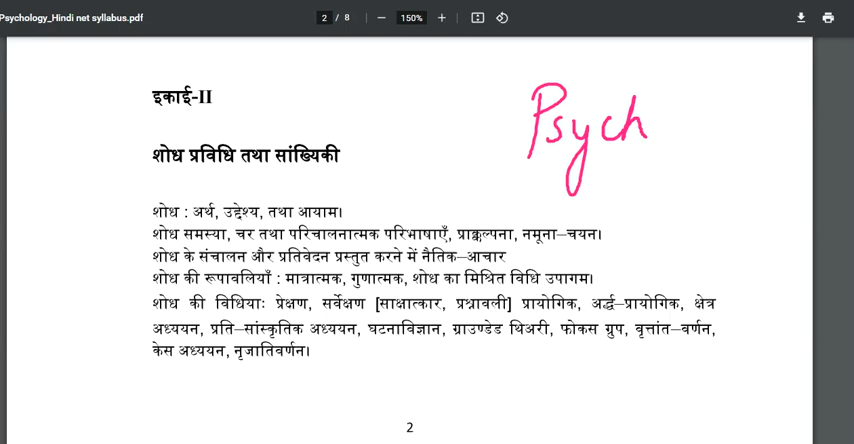 Psychology_Hindi net syllabus.pdf
2 / 8
150%
इकाई-II
Psych
शोध प्रविधि तथा सांख्यिकी
शोध : अर्थ, उद्देश्य, तथा आयाम।
शोध समस्या, चर तथा परिचालनात्मक परिभाषाएँ, प्राक्कल्पना, नमूना–चयन।
शोध के संचालन और प्रतिवेदन प्रस्तुत करने में नैतिक–आचार
शोध की रूपावलियाँ : मात्रात्मक, गुणात्मक, शोध का मिश्रित विधि उपागम।
शोध की विधियाः प्रेक्षण, सर्वेक्षण [साक्षात्कार, प्रश्नावली] प्रायोगिक, अर्द्ध–प्रायोगिक, क्षेत्र
अध्ययन, प्रति–सांस्कृतिक अध्ययन, घटनाविज्ञान, ग्राउण्डेड थिअरी, फोकस ग्रुप, वृत्तांत–वर्णन,
केस अध्ययन, नृजातिवर्णन।
2